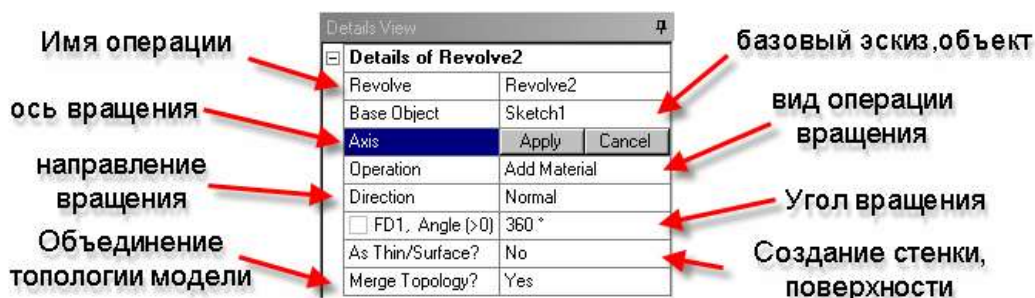 Details View
Details of Revolve2
Revolve Revolve2
Base Object Sketch1
Axis Apply Cancel
Operation Add Material
Direction Normal
FD1, Angle (>0) 360 °
As Thin/Surface? No
Merge Topology? Yes
Имя операции
ось вращения
направление
вращения
Объединение
топологии модели
базовый эскиз,объект
вид операции
вращения
Угол вращения
Создание стенки,
поверхности